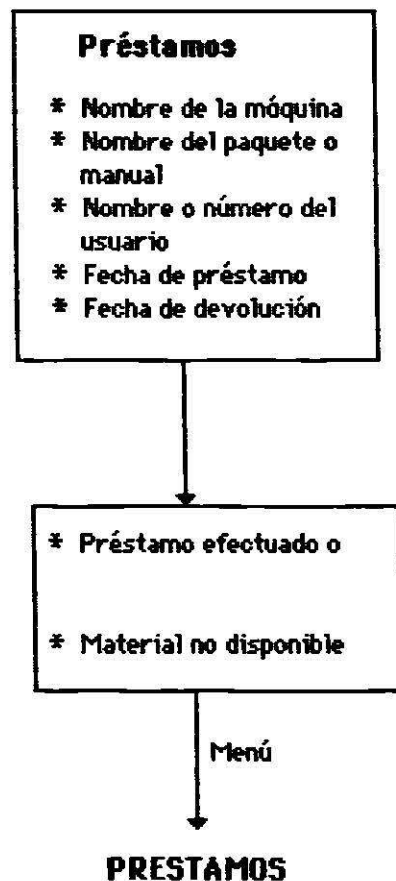 Préstamos
* Nombre de la máquina
* Nombre del paquete o
manual
* Nombre o número del
usuario
* Fecha de préstamo
* Fecha de devolución
* Préstamo efectuado o
* Material no disponible
Menú
PRESTAMOS